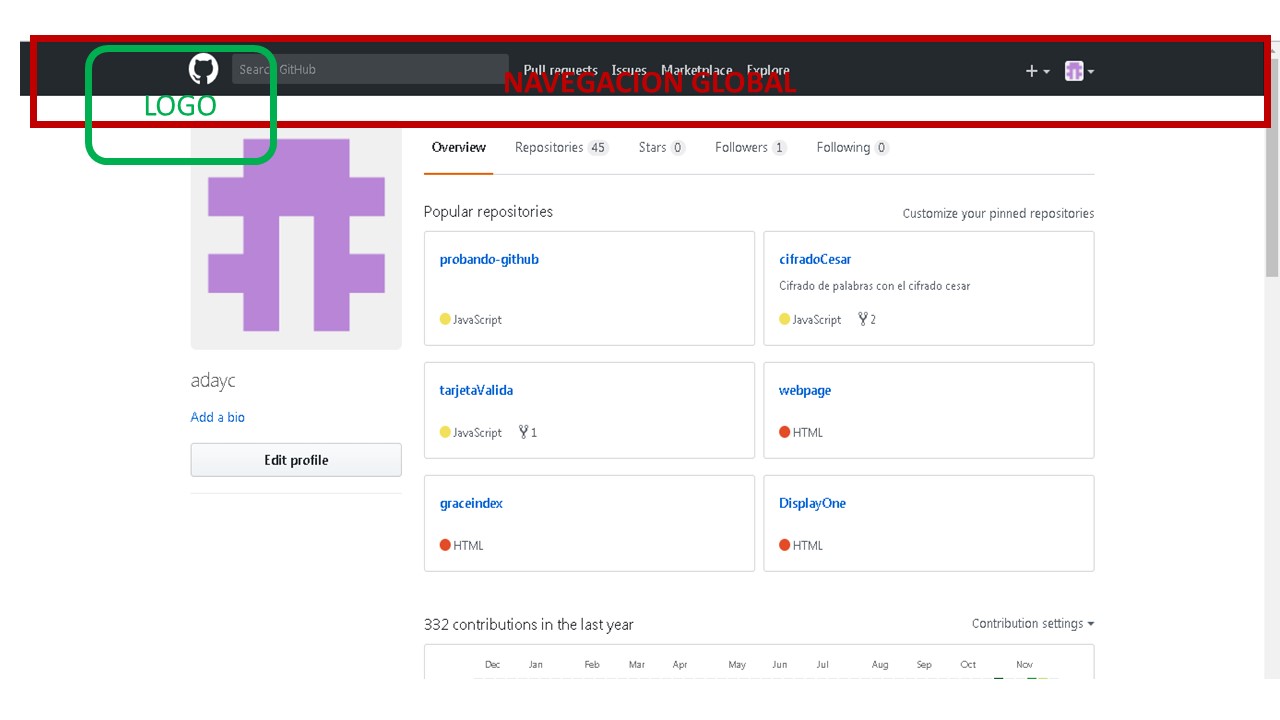 Search GitHub
Pull requests Issues Marketplace Explore
NAVEGACION GLOBAL
LOGO
Overview Repositories 45 Stars 0 Followers 1 Following 0
Popular repositories Customize your pinned repositories
probando-github
JavaScript
cifradoCesar
Cifrado de palabras con el cifrado cesar
JavaScript 2
adayc
Add a bio
Edit profile
tarjetaValida
JavaScript 1
webpage
HTML
graceindex
HTML
DisplayOne
HTML
332 contributions in the last year Contribution settings
Dec Jan Feb Mar Apr May Jun Jul Aug Sep Oct Nov